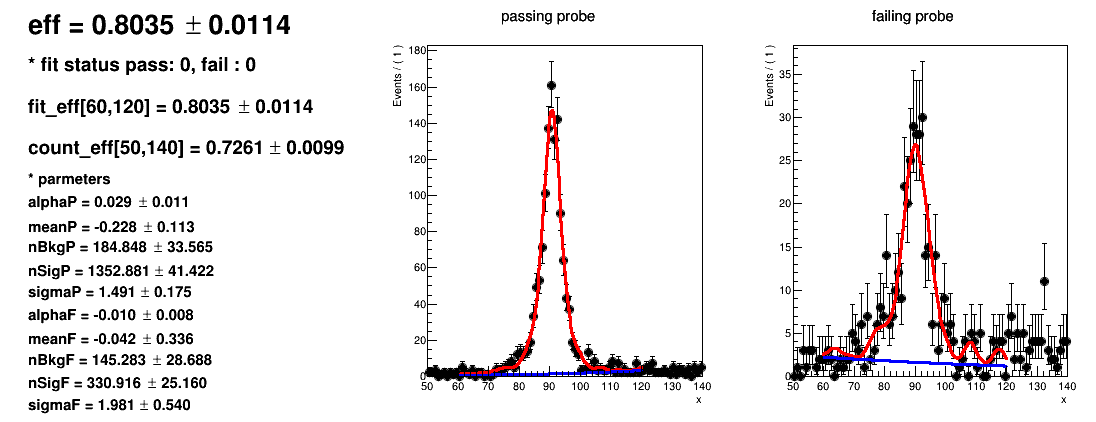 eff = 0.8035 ± 0.0114
* fit status pass: 0, fail : 0
fit_eff[60,120] = 0.8035 ± 0.0114
count_eff[50,140] = 0.7261 ± 0.0099
* parmeters
alphaP = 0.029 ± 0.011
meanP = -0.228 ± 0.113
nBkgP = 184.848 ± 33.565
nSigP = 1352.881 ± 41.422
sigmaP = 1.491 ± 0.175
alphaF = -0.010 ± 0.008
meanF = -0.042 ± 0.336
nBkgF = 145.283 ± 28.688
nSigF = 330.916 ± 25.160
sigmaF = 1.981 ± 0.540
passing probe
Events / ( 1 )
180
160
140
120
100
80
60
40
20
0
50 60 70 80 90 100 110 120 130 140
x
failing probe
Events / ( 1 )
35
30
25
20
15
10
5
0
50 60 70 80 90 100 110 120 130 140
x